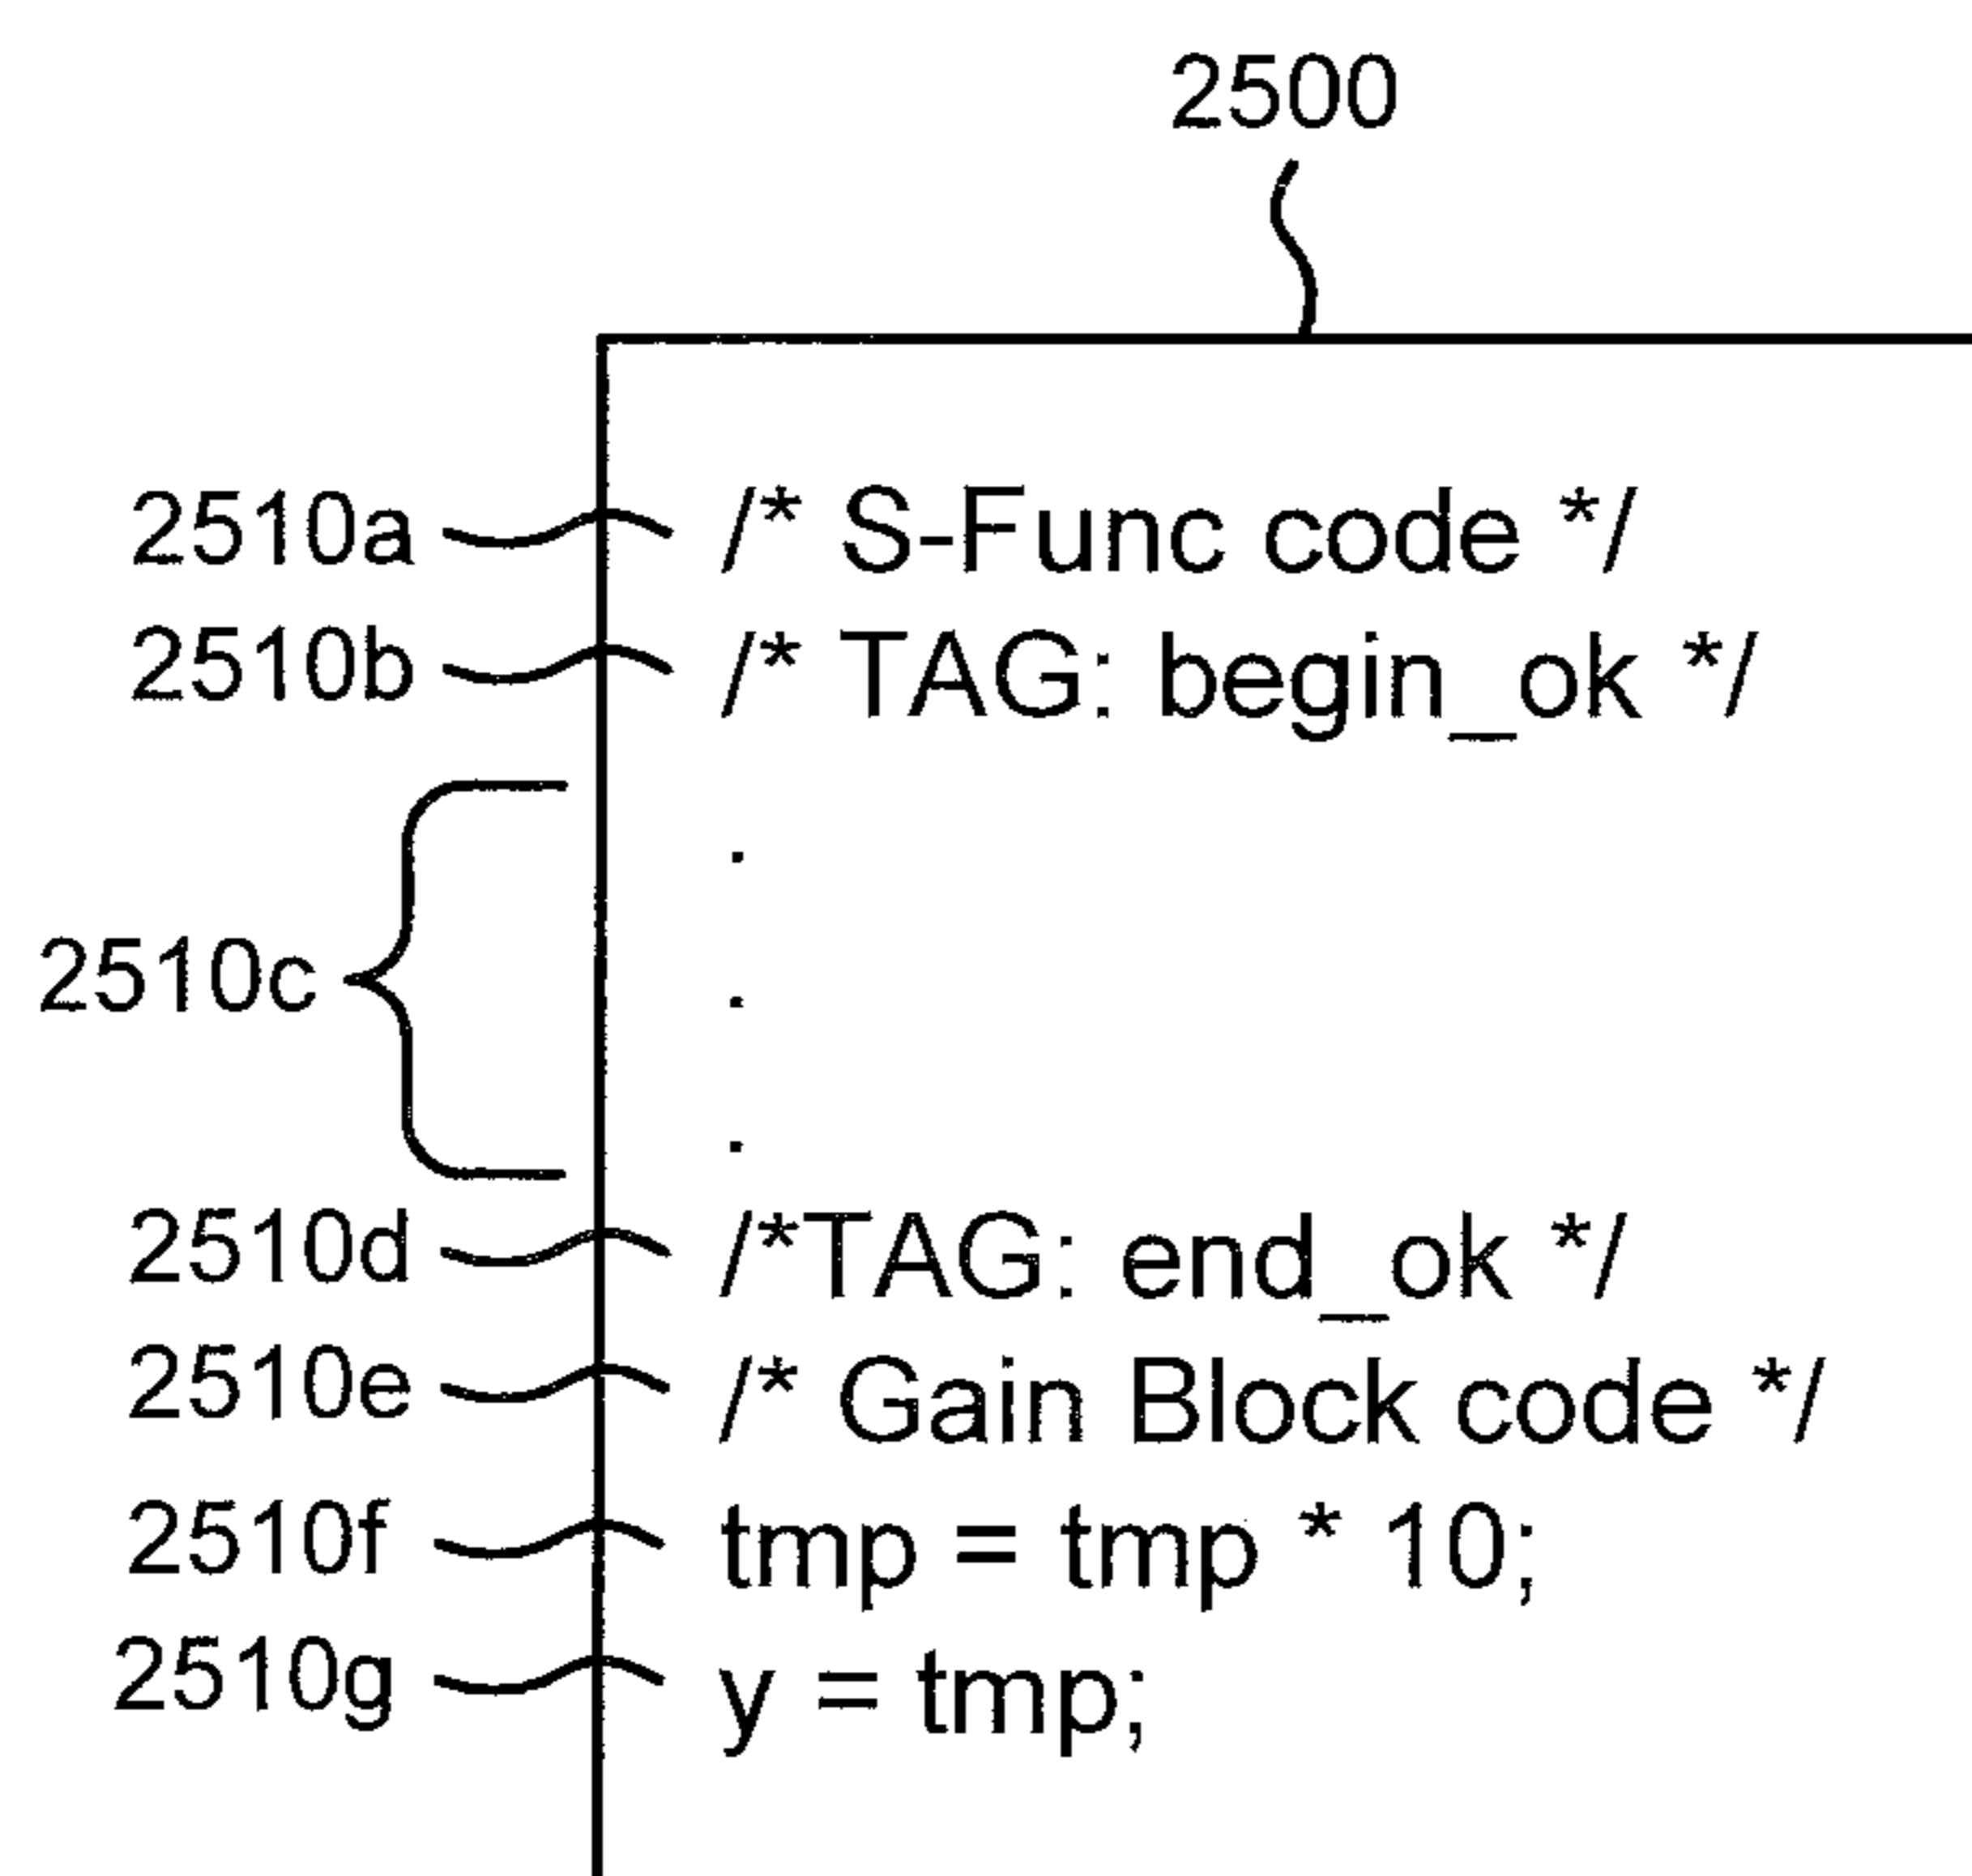 2500
2510a /* S-Func code */
2510b /* TAG: begin_ok */
.
2510c .
.
2510d /*TAG: end_ok */
2510e /* Gain Block code */
2510f tmp = tmp * 10;
2510g y = tmp;